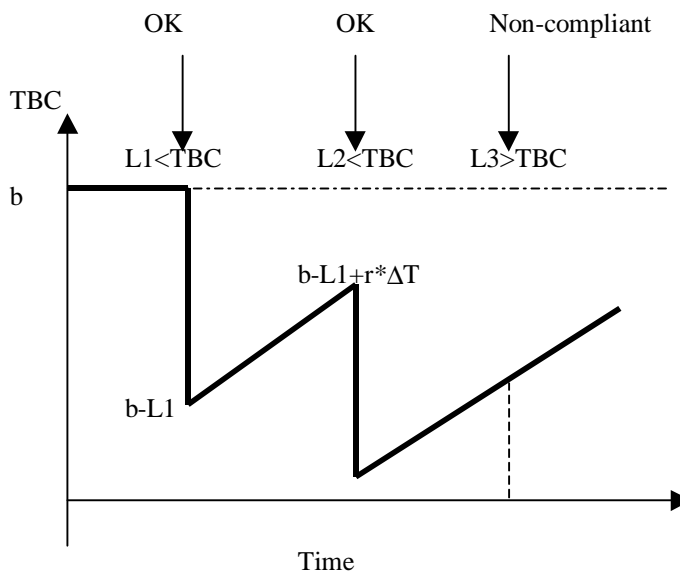 OK OK Non-compliant
TBC
L1<TBC L2<TBC L3>TBC
b
b-L1+r*ΔT
b-L1
Time